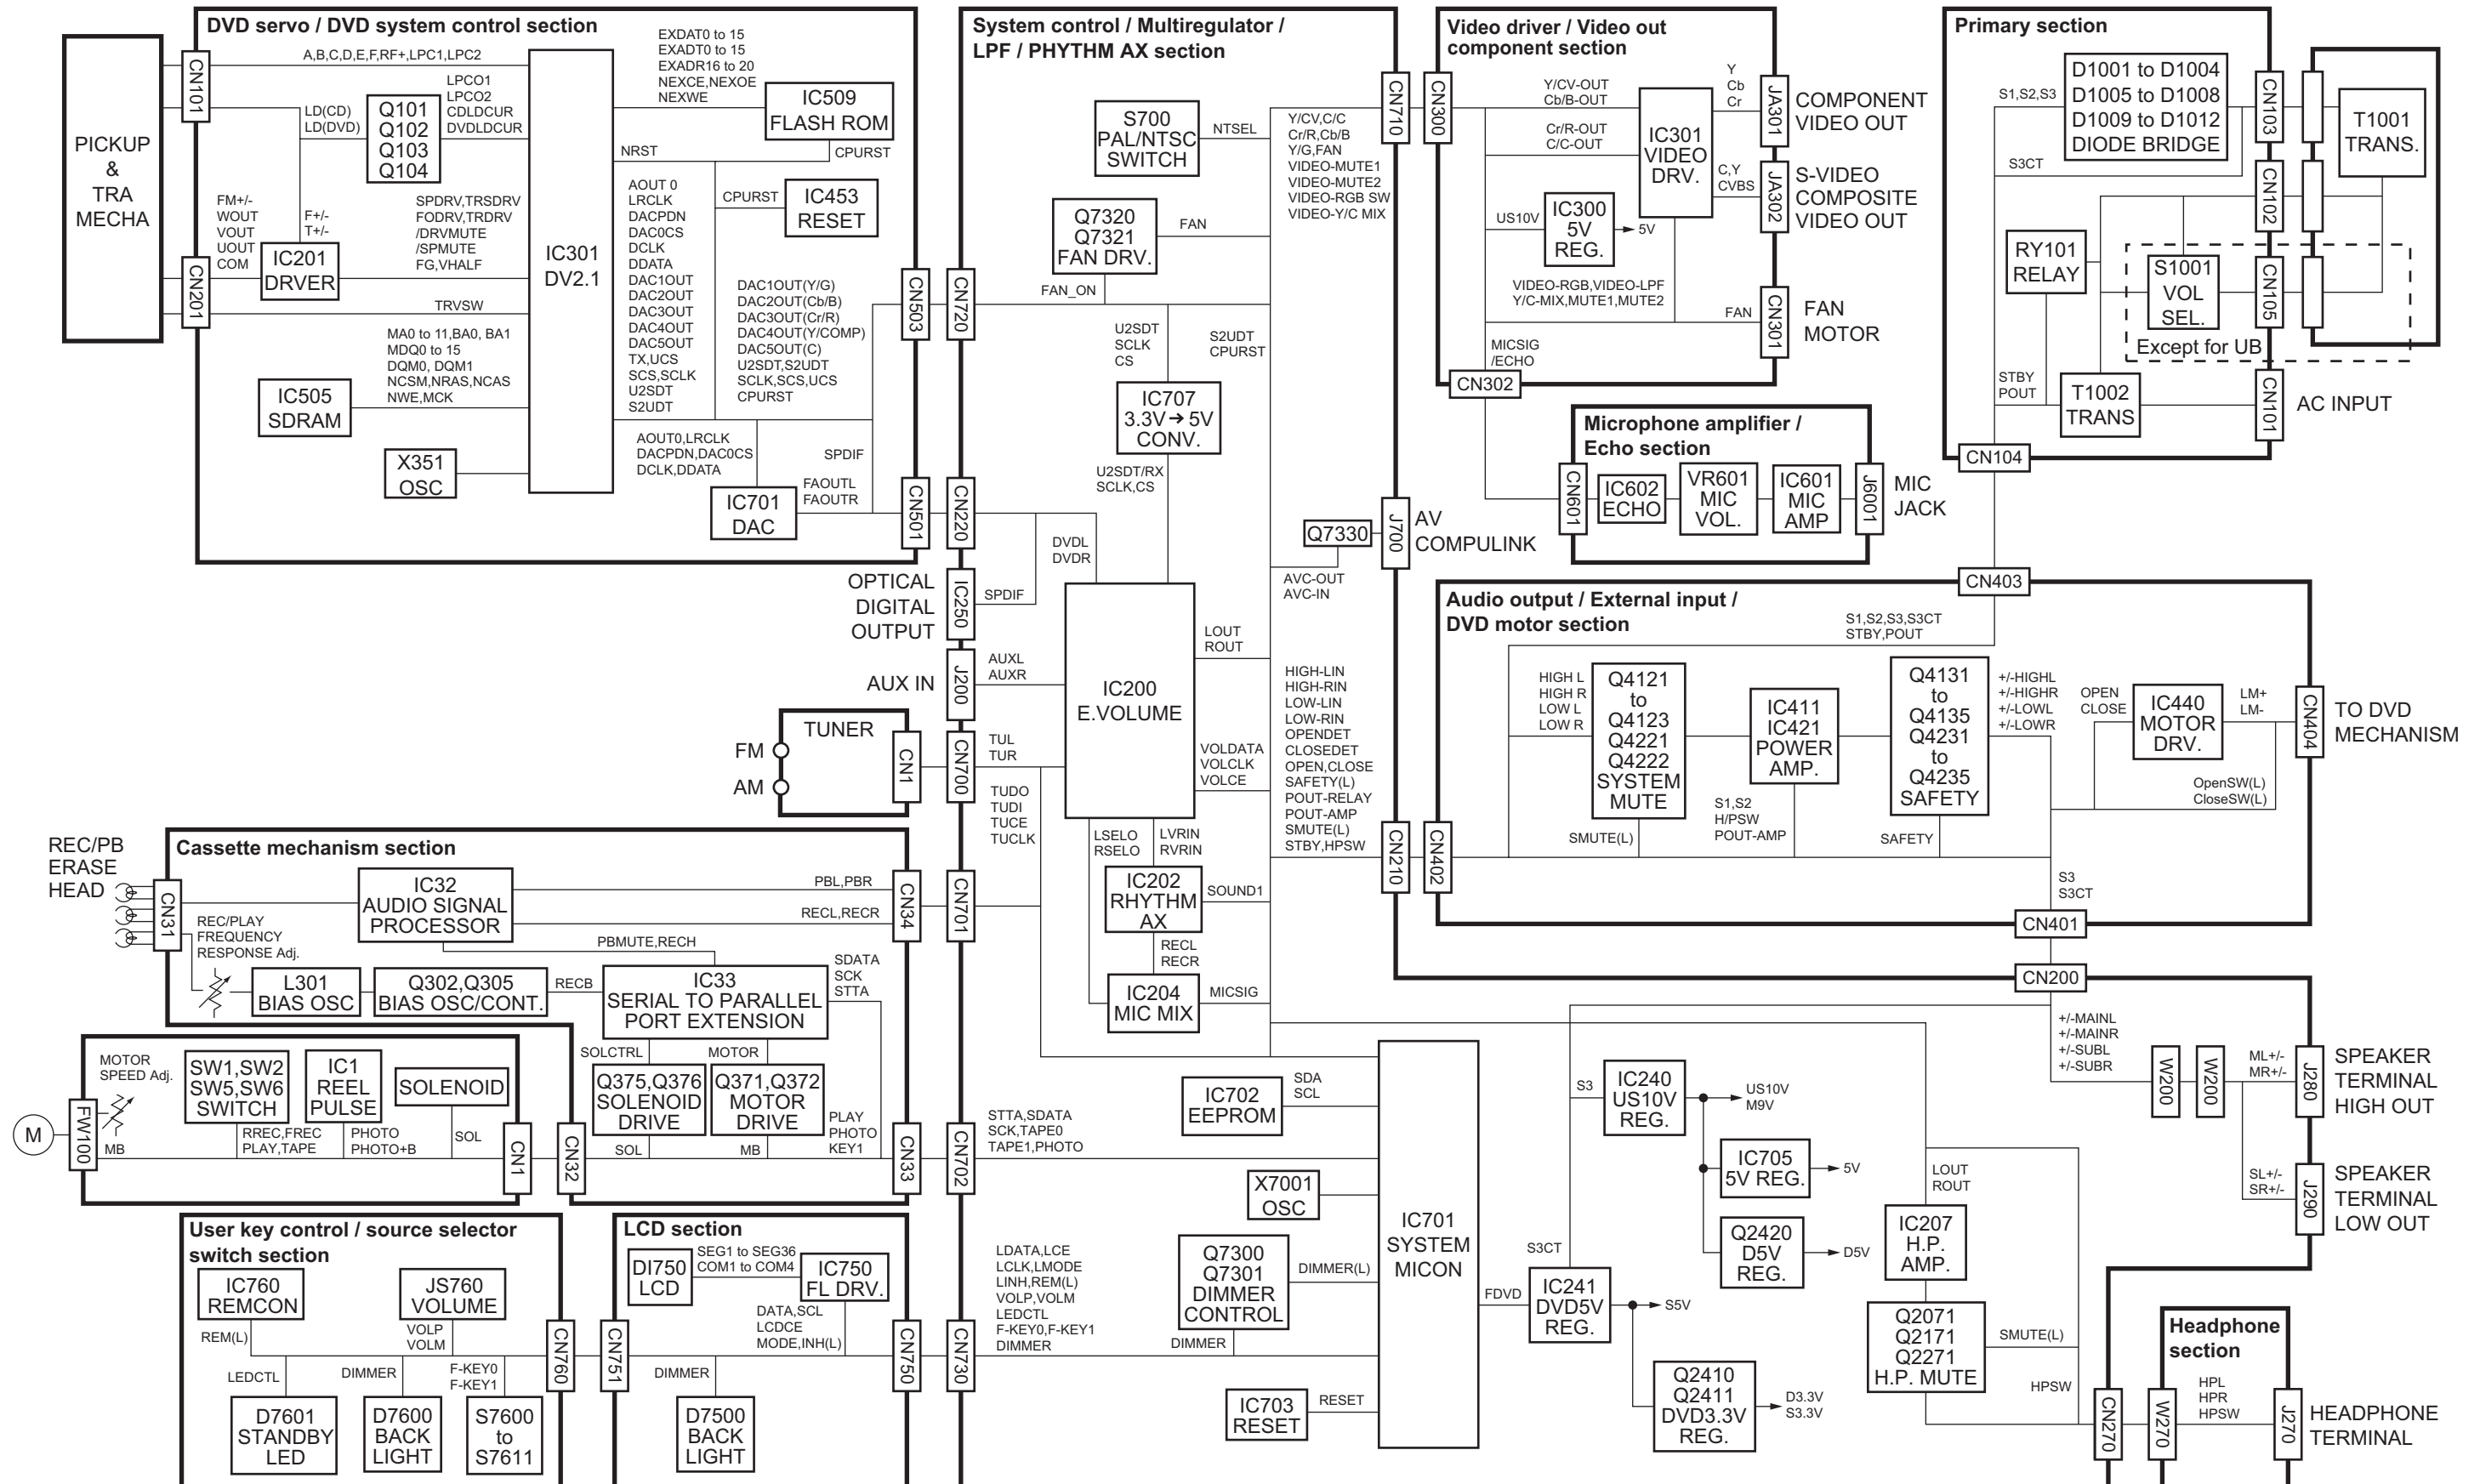 DVD servo / DVD system control section
PICKUP
&
TRA
MECHA
CN101
CN201
A,B,C,D,E,F,RF+,LPC1,LPC2
LD(CD)
LD(DVD)
Q101
Q102
Q103
Q104
LPCO1
LPCO2
CDLDCUR
DVDLDCUR
FM+/-
WOUT
VOUT
UOUT
COM
F+/-
T+/-
IC201
DRVER
SPDRV,TRSDRV
FODRV,TRDRV
/DRVMUTE
/SPMUTE
FG,VHALF
TRVSW
MA0 to 11,BA0, BA1
MDQ0 to 15
DQM0, DQM1
NCSM,NRAS,NCAS
NWE,MCK
IC505
SDRAM
X351
OSC
IC301
DV2.1
EXDAT0 to 15
EXADT0 to 15
EXADR16 to 20
NEXCE,NEXOE
NEXWE
IC509
FLASH ROM
NRST
CPURST
CPURST
IC453
RESET
AOUT 0
LRCLK
DACPDN
DAC0CS
DCLK
DDATA
DAC1OUT
DAC2OUT
DAC3OUT
DAC4OUT
DAC5OUT
TX,UCS
SCS,SCLK
U2SDT
S2UDT
DAC1OUT(Y/G)
DAC2OUT(Cb/B)
DAC3OUT(Cr/R)
DAC4OUT(Y/COMP)
DAC5OUT(C)
U2SDT,S2UDT
SCLK,SCS,UCS
CPURST
AOUT0,LRCLK
DACPDN,DAC0CS
DCLK,DDATA
SPDIF
IC701
DAC
FAOUTL
FAOUTR
CN503
CN501
System control / Multiregulator /
LPF / PHYTHM AX section
CN720
CN220
S700
PAL/NTSC
SWITCH
NTSEL
Q7320
Q7321
FAN DRV.
FAN
FAN_ON
U2SDT
SCLK
CS
S2UDT
CPURST
IC707
3.3V→5V
CONV.
U2SDT/RX
SCLK,CS
Y/CV,C/C
Cr/R,Cb/B
Y/G,FAN
VIDEO-MUTE1
VIDEO-MUTE2
VIDEO-RGB SW
VIDEO-Y/C MIX
CN710
OPTICAL
DIGITAL
OUTPUT
IC250
SPDIF
DVDL
DVDR
AUX IN
J200
AUXL
AUXR
IC200
E.VOLUME
LOUT
ROUT
VOLDATA
VOLCLK
VOLCE
Q7330
J700
AV
COMPULINK
AVC-OUT
AVC-IN
FM
AM
TUNER
CN1
CN700
TUL
TUR
TUDO
TUDI
TUCE
TUCLK
LSELO
RSELO
LVRIN
RVRIN
IC202
RHYTHM
AX
SOUND1
RECL
RECR
IC204
MIC MIX
MICSIG
HIGH-LIN
HIGH-RIN
LOW-LIN
LOW-RIN
OPENDET
CLOSEDET
OPEN,CLOSE
SAFETY(L)
POUT-RELAY
POUT-AMP
SMUTE(L)
STBY,HPSW
CN210
Video driver / Video out
component section
CN300
Y/CV-OUT
Cb/B-OUT
Cr/R-OUT
C/C-OUT
IC301
VIDEO
DRV.
Y
Cb
Cr
JA301
COMPONENT
VIDEO OUT
C,Y
CVBS
JA302
S-VIDEO
COMPOSITE
VIDEO OUT
US10V
IC300
5V
REG.
5V
VIDEO-RGB,VIDEO-LPF
Y/C-MIX,MUTE1,MUTE2
FAN
CN301
FAN
MOTOR
MICSIG
/ECHO
CN302
Microphone amplifier /
Echo section
CN601
IC602
ECHO
VR601
MIC
VOL.
IC601
MIC
AMP
J6001
MIC
JACK
Primary section
S1,S2,S3
D1001 to D1004
D1005 to D1008
D1009 to D1012
DIODE BRIDGE
CN103
T1001
TRANS.
S3CT
CN102
RY101
RELAY
S1001
VOL
SEL.
CN105
Except for UB
STBY
POUT
T1002
TRANS
CN101
AC INPUT
CN104
CN403
Audio output / External input /
DVD motor section
S1,S2,S3,S3CT
STBY,POUT
HIGH L
HIGH R
LOW L
LOW R
Q4121
to
Q4123
Q4221
Q4222
SYSTEM
MUTE
IC411
IC421
POWER
AMP.
Q4131
to
Q4135
Q4231
to
Q4235
SAFETY
+/-HIGHL
+/-HIGHR
+/-LOWL
+/-LOWR
OPEN
CLOSE
IC440
MOTOR
DRV.
LM+
LM-
CN404
TO DVD
MECHANISM
OpenSW(L)
CloseSW(L)
SMUTE(L)
S1,S2
H/PSW
POUT-AMP
SAFETY
CN402
S3
S3CT
CN401
CN200
REC/PB
ERASE
HEAD
Cassette mechanism section
CN31
IC32
AUDIO SIGNAL
PROCESSOR
PBL,PBR
RECL,RECR
CN34
CN701
REC/PLAY
FREQUENCY
RESPONSE Adj.
PBMUTE,RECH
L301
BIAS OSC
Q302,Q305
BIAS OSC/CONT.
RECB
IC33
SERIAL TO PARALLEL
PORT EXTENSION
SDATA
SCK
STTA
SOLCTRL
MOTOR
Q375,Q376
SOLENOID
DRIVE
Q371,Q372
MOTOR
DRIVE
SOL
MB
PLAY
PHOTO
KEY1
CN32
CN33
CN702
M
FW100
MOTOR
SPEED Adj.
MB
SW1,SW2
SW5,SW6
SWITCH
IC1
REEL
PULSE
SOLENOID
RREC,FREC
PLAY,TAPE
PHOTO
PHOTO+B
SOL
CN1
STTA,SDATA
SCK,TAPE0
TAPE1,PHOTO
IC702
EEPROM
SDA
SCL
X7001
OSC
IC701
SYSTEM
MICON
Q7300
Q7301
DIMMER
CONTROL
DIMMER(L)
DIMMER
IC703
RESET
RESET
FDVD
S3CT
S3
IC240
US10V
REG.
US10V
M9V
IC705
5V REG.
5V
Q2420
D5V
REG.
D5V
IC241
DVD5V
REG.
S5V
Q2410
Q2411
DVD3.3V
REG.
D3.3V
S3.3V
LOUT
ROUT
IC207
H.P.
AMP.
Q2071
Q2171
Q2271
H.P. MUTE
SMUTE(L)
HPSW
+/-MAINL
+/-MAINR
+/-SUBL
+/-SUBR
W200
W200
ML+/-
MR+/-
J280
SPEAKER
TERMINAL
HIGH OUT
SL+/-
SR+/-
J290
SPEAKER
TERMINAL
LOW OUT
Headphone
section
CN270
W270
HPL
HPR
HPSW
J270
HEADPHONE
TERMINAL
User key control / source selector
switch section
IC760
REMCON
JS760
VOLUME
REM(L)
VOLP
VOLM
LEDCTL
DIMMER
F-KEY0
F-KEY1
D7601
STANDBY
LED
D7600
BACK
LIGHT
S7600
to
S7611
CN760
LCD section
CN751
DI750
LCD
SEG1 to SEG36
COM1 to COM4
IC750
FL DRV.
DATA,SCL
LCDCE
MODE,INH(L)
DIMMER
D7500
BACK
LIGHT
CN750
CN730
LDATA,LCE
LCLK,LMODE
LINH,REM(L)
VOLP,VOLM
LEDCTL
F-KEY0,F-KEY1
DIMMER